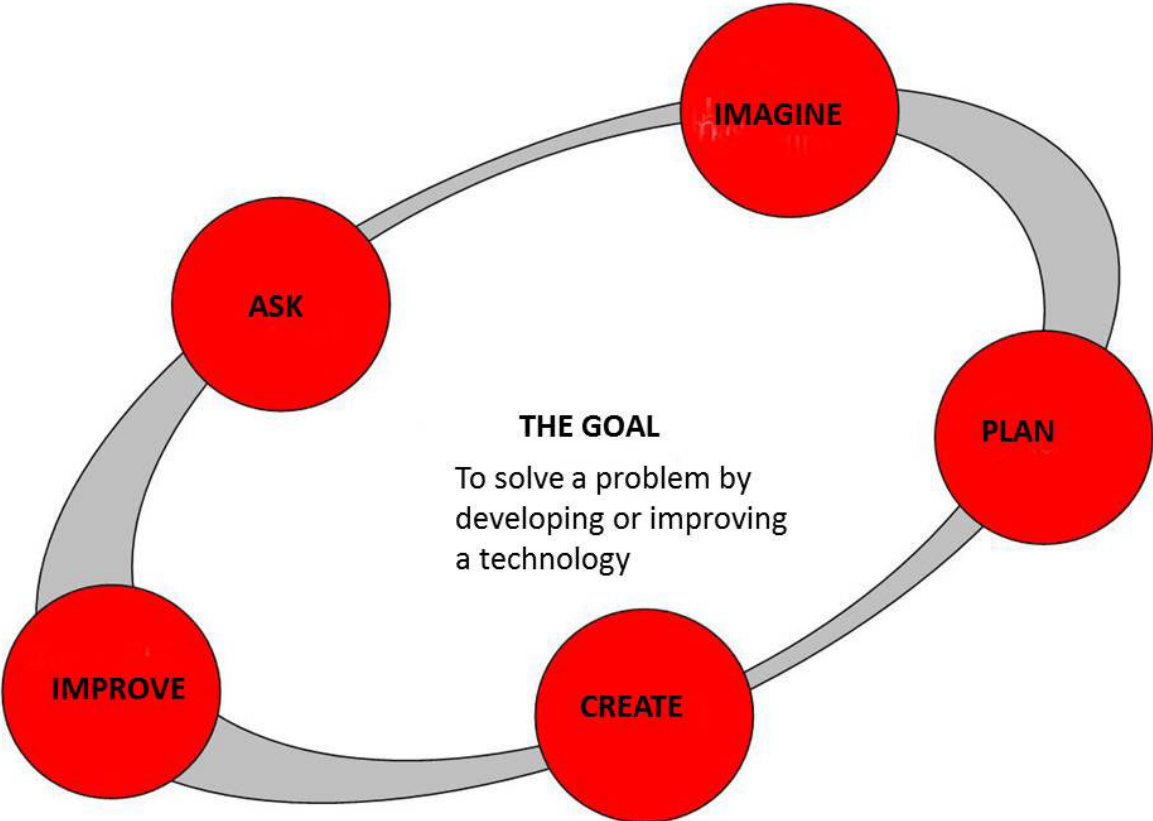 IMAGINE
ASK
THE GOAL
To solve a problem by
developing or improving
a technology
PLAN
IMPROVE
CREATE